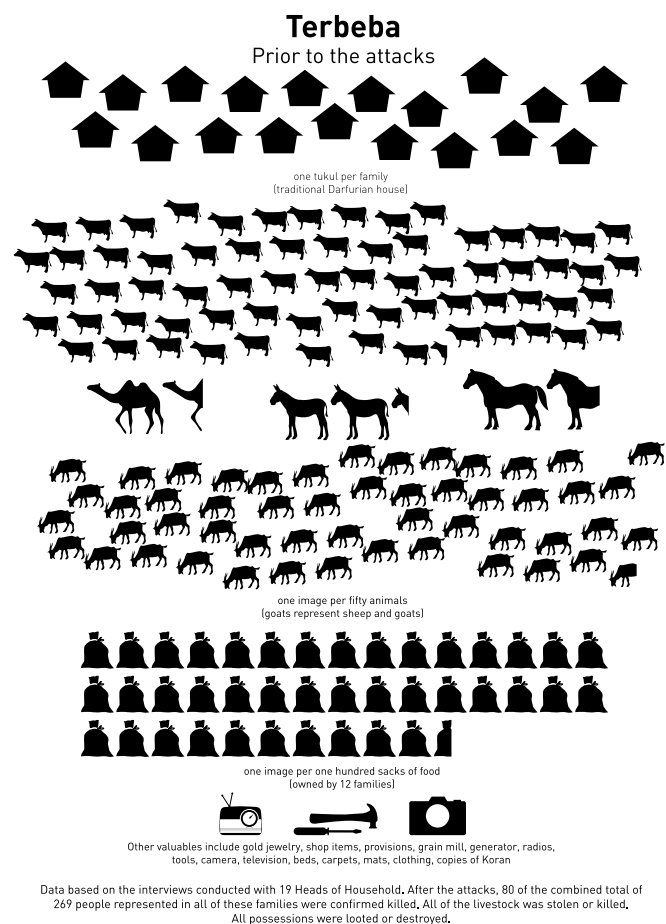 Terbeba
Prior to the attacks
one tukul per family
(traditional Darfurian house)
one image per fifty animals
(goats represent sheep and goats)
one image per one hundred sacks of food
(owned by 12 families)
Other valuables include gold jewelry, shop items, provisions, grain mill, generator, radios,
tools, camera, television, beds, carpets, mats, clothing, copies of Koran
Data based on the interviews conducted with 19 Heads of Household. After the attacks, 80 of the combined total of
269 people represented in all of these families were confirmed killed. All of the livestock was stolen or killed.
All possessions were looted or destroyed.